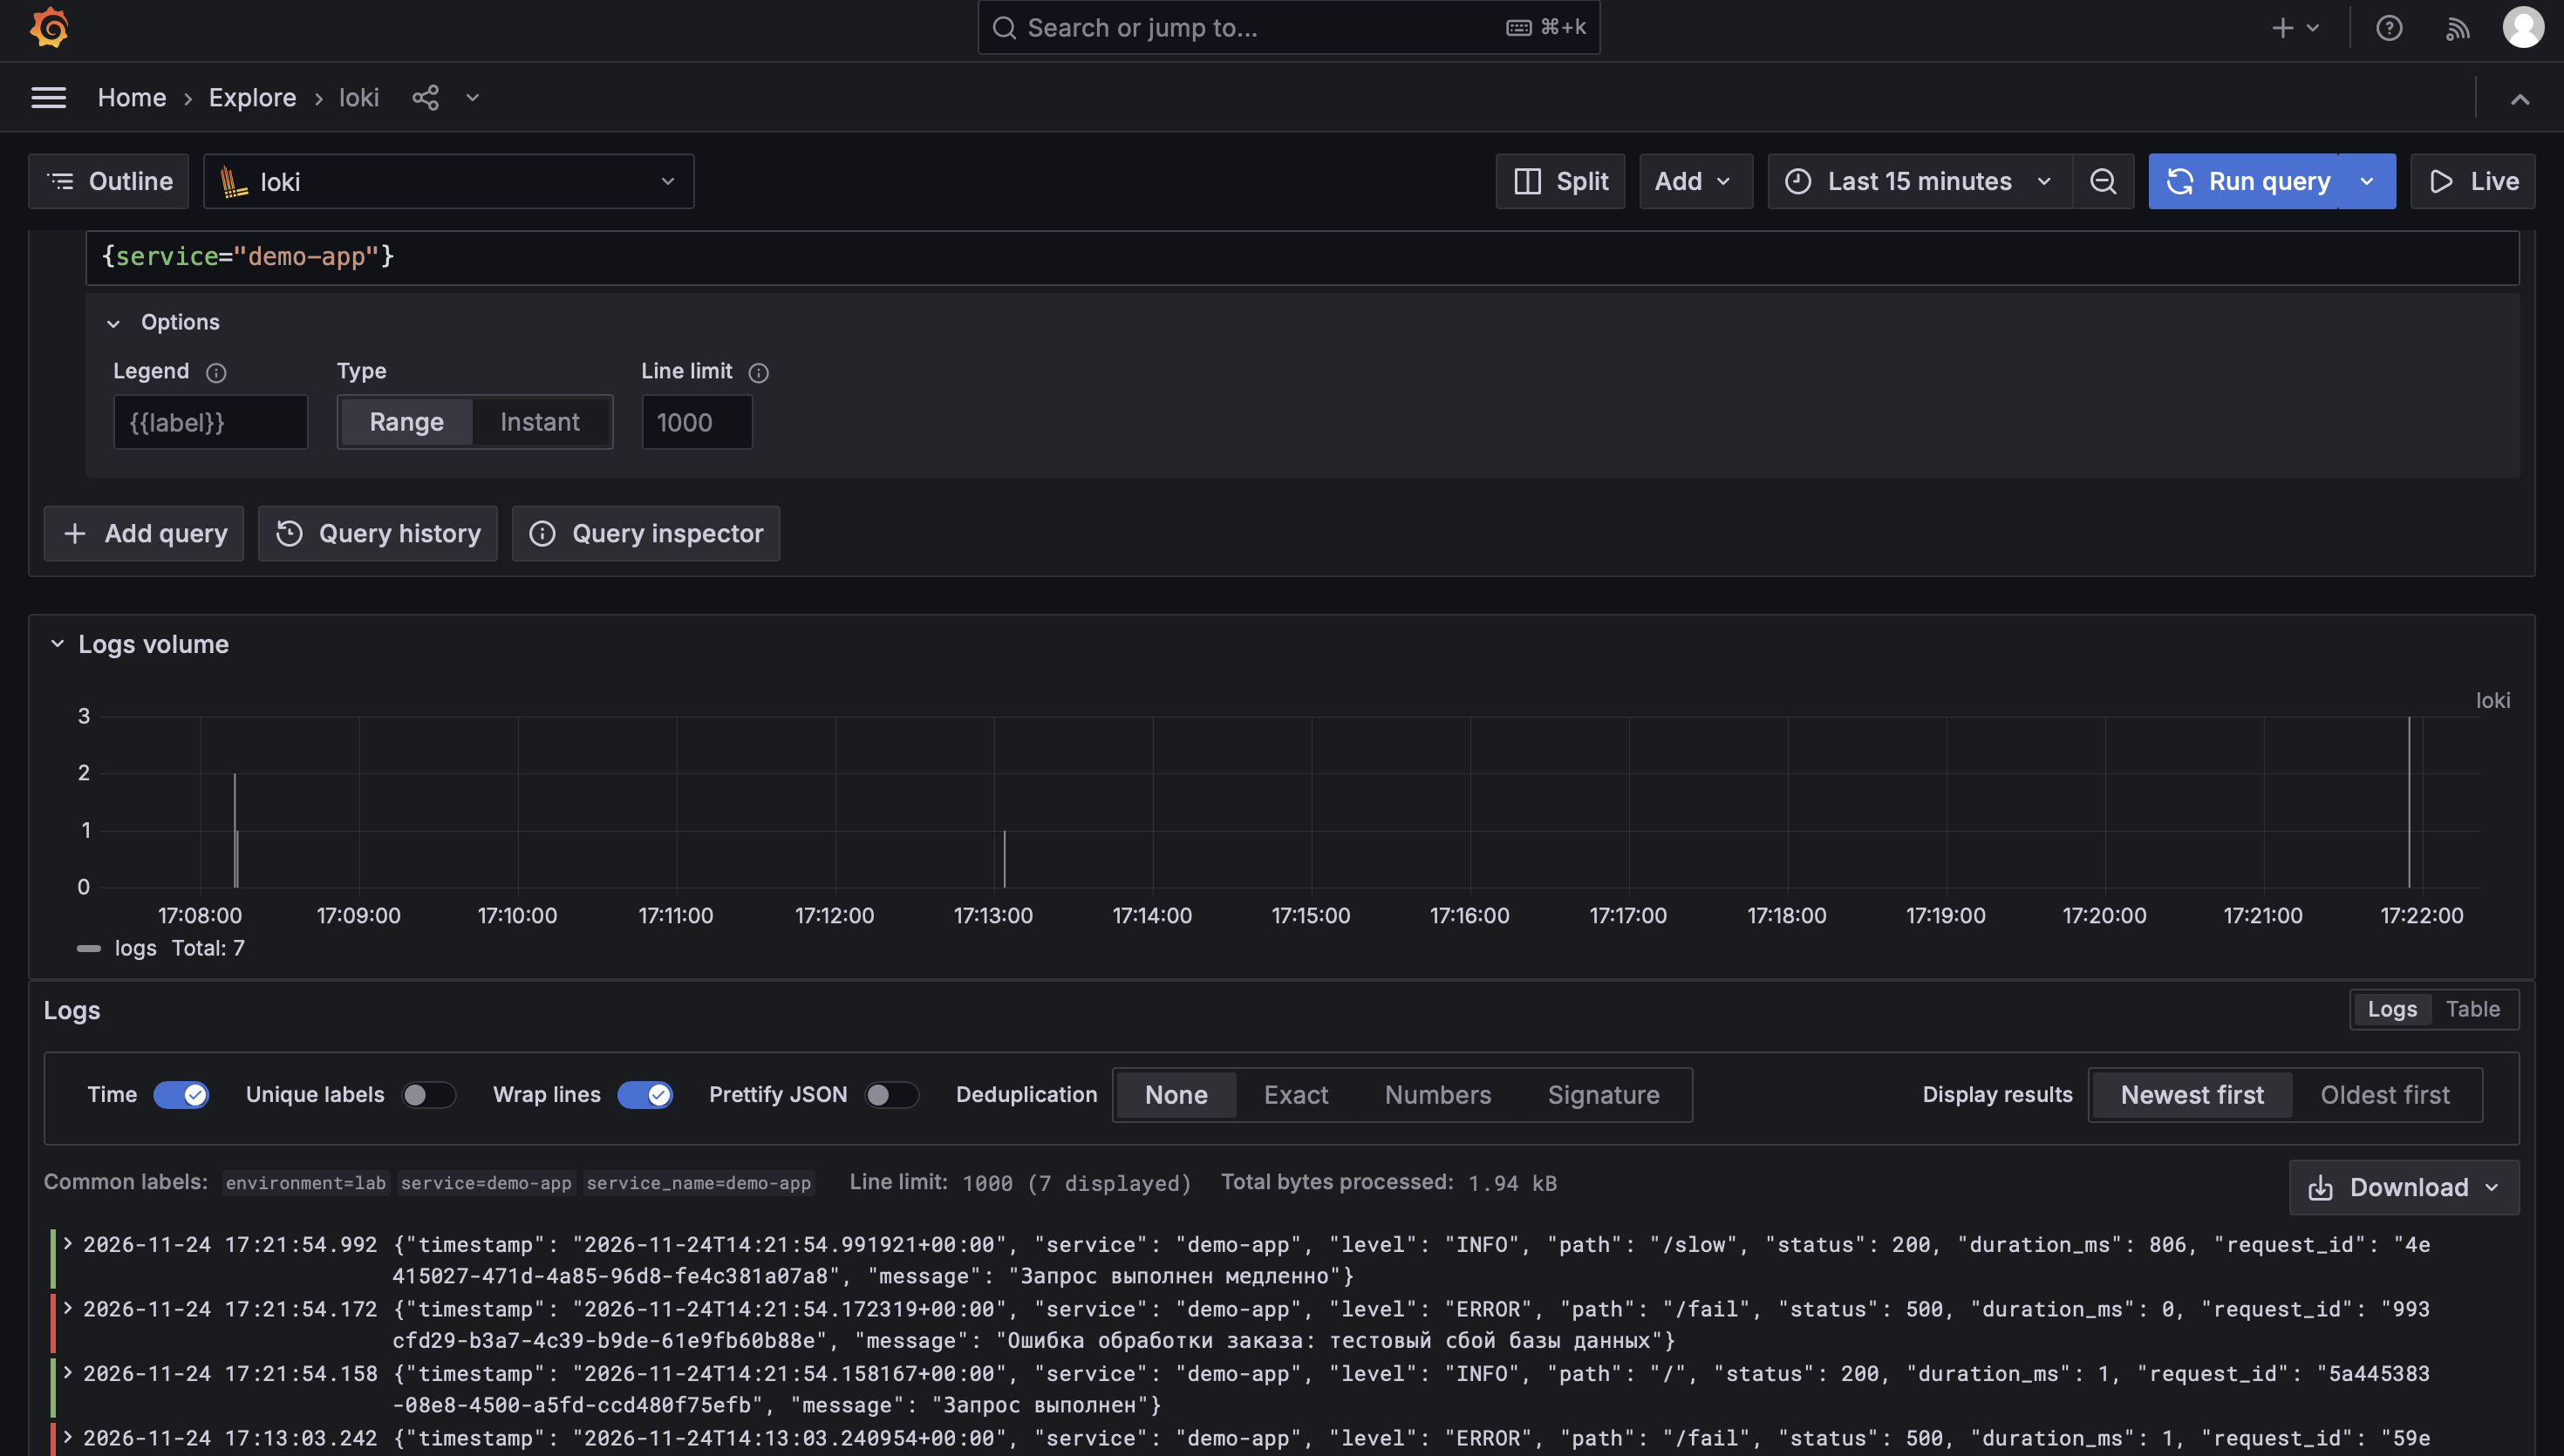 Search or jump to... ⌘+k
Home › Explore › loki
Outline loki Split Add Last 15 minutes Run query Live
{service="demo-app"}
Options
Legend Type Line limit
{{label}} Range Instant 1000
+ Add query Query history Query inspector
Logs volume
loki
3
2
1
0
17:08:00 17:09:00 17:10:00 17:11:00 17:12:00 17:13:00 17:14:00 17:15:00 17:16:00 17:17:00 17:18:00 17:19:00 17:20:00 17:21:00 17:22:00
logs Total: 7
Logs Logs Table
Time Unique labels Wrap lines Prettify JSON Deduplication None Exact Numbers Signature Display results Newest first Oldest first
Common labels: environment=lab service=demo-app service_name=demo-app Line limit: 1000 (7 displayed) Total bytes processed: 1.94 kB Download
2026-11-24 17:21:54.992 {"timestamp": "2026-11-24T14:21:54.991921+00:00", "service": "demo-app", "level": "INFO", "path": "/slow", "status": 200, "duration_ms": 806, "request_id": "4e
415027-471d-4a85-96d8-fe4c381a07a8", "message": "Запрос выполнен медленно"}
2026-11-24 17:21:54.172 {"timestamp": "2026-11-24T14:21:54.172319+00:00", "service": "demo-app", "level": "ERROR", "path": "/fail", "status": 500, "duration_ms": 0, "request_id": "993
cfd29-b3a7-4c39-b9de-61e9fb60b88e", "message": "Ошибка обработки заказа: тестовый сбой базы данных"}
2026-11-24 17:21:54.158 {"timestamp": "2026-11-24T14:21:54.158167+00:00", "service": "demo-app", "level": "INFO", "path": "/", "status": 200, "duration_ms": 1, "request_id": "5a445383
-08e8-4500-a5fd-ccd480f75efb", "message": "Запрос выполнен"}
2026-11-24 17:13:03.242 {"timestamp": "2026-11-24T14:13:03.240954+00:00", "service": "demo-app", "level": "ERROR", "path": "/fail", "status": 500, "duration_ms": 1, "request_id": "59e